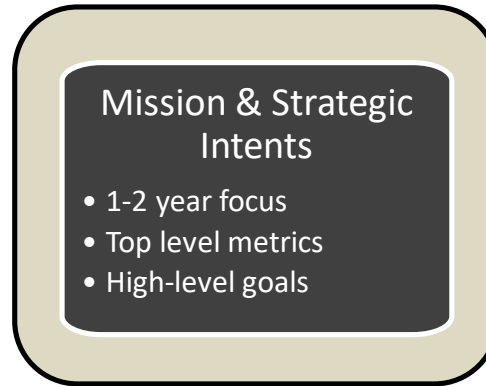 Mission & Strategic
Intents
• 1-2 year focus
• Top level metrics
• High-level goals